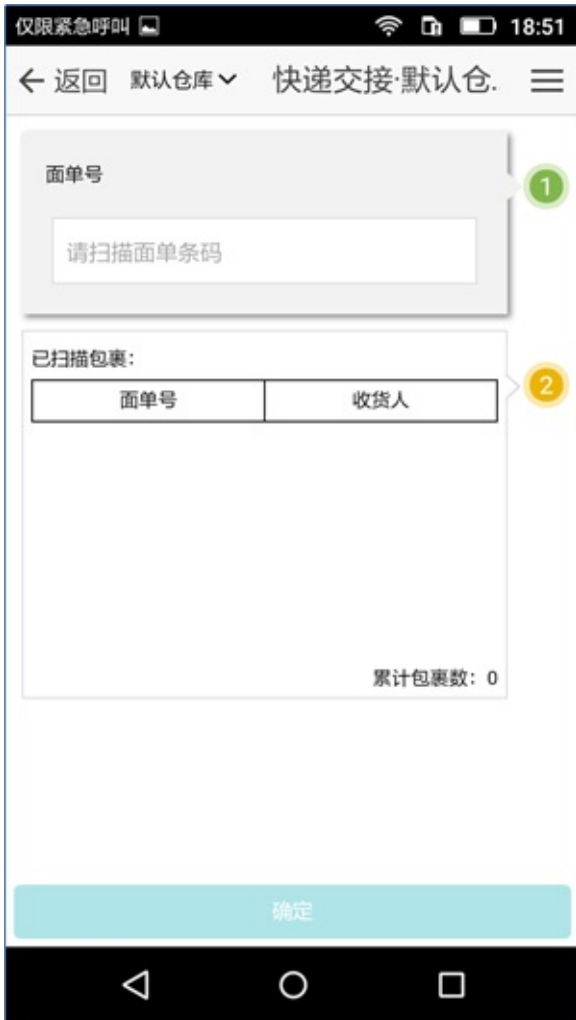 仅限紧急呼叫 18:51
返回 默认仓库 快递交接·默认仓.
面单号
1
请扫描面单条码
已扫描包裹：
2
面单号 收货人
累计包裹数：0
确定